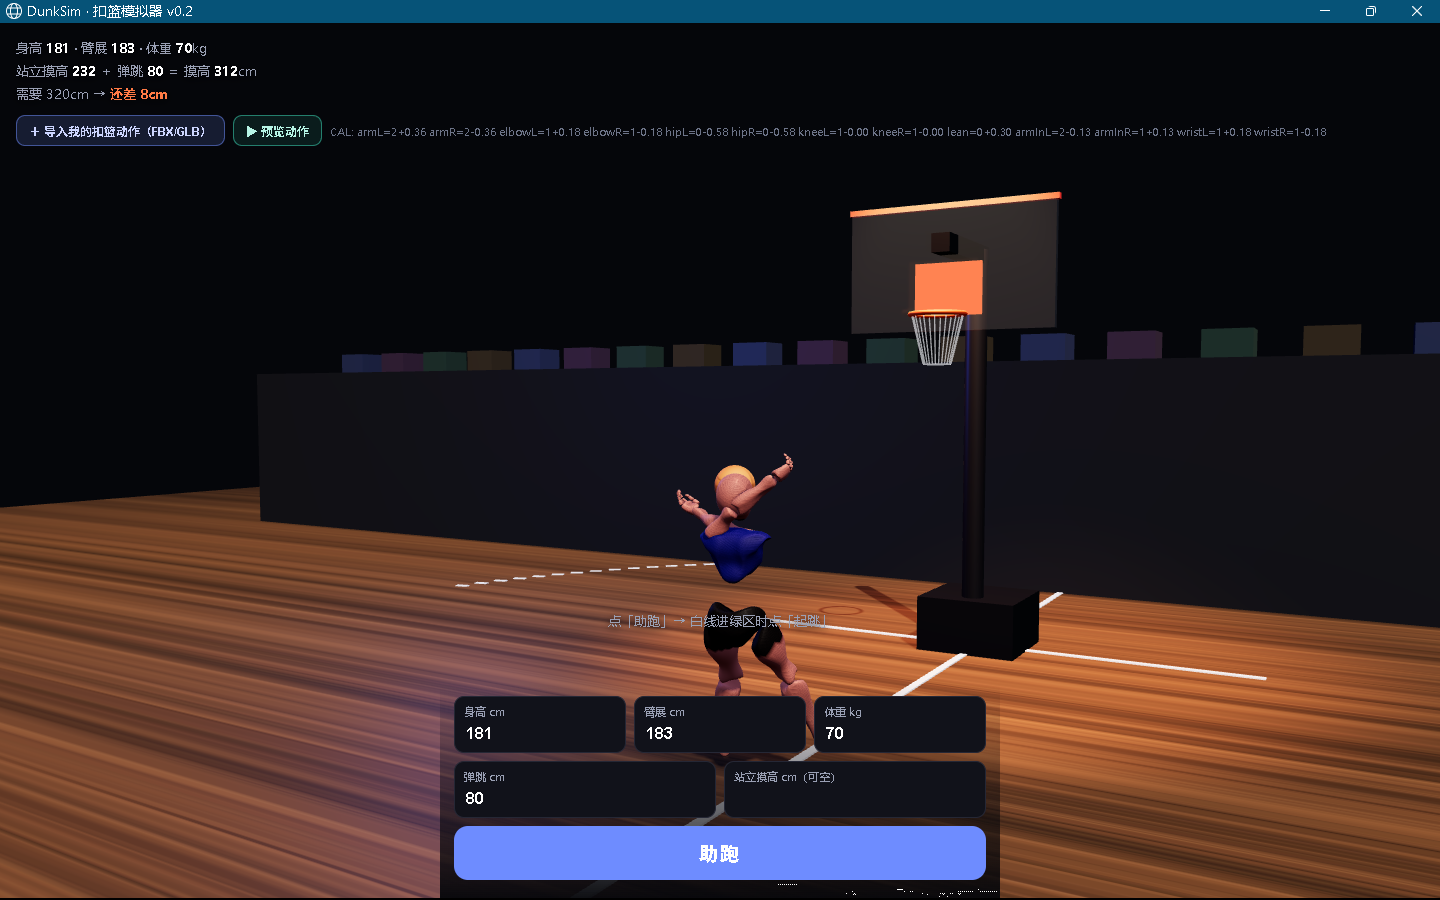 DunkSim · 扣篮模拟器 v0.2
身高 181 · 臂展 183 · 体重 70kg
站立摸高 232 + 弹跳 80 = 摸高 312cm
需要 320cm → 还差 8cm
+ 导入我的扣篮动作（FBX/GLB）
▶ 预览动作
CAL: armL=2+0.36 armR=2-0.36 elbowL=1+0.18 elbowR=1-0.18 hipL=0-0.58 hipR=0-0.58 kneeL=1-0.00 kneeR=1-0.00 lean=0+0.30 armInL=2-0.13 armInR=1+0.13 wristL=1+0.18 wristR=1-0.18
点「助跑」→ 白线进绿区时点「起跳」
身高 cm
181
臂展 cm
183
体重 kg
70
弹跳 cm
80
站立摸高 cm（可空）
助跑